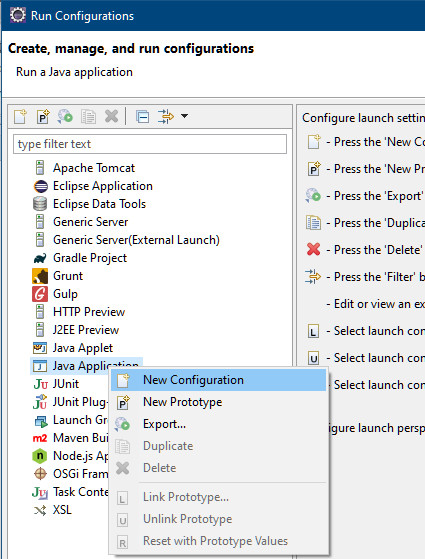 Run Configurations
Create, manage, and run configurations
Run a Java application
type filter text
Apache Tomcat
Eclipse Application
Eclipse Data Tools
Generic Server
Generic Server(External Launch)
Gradle Project
Grunt
Gulp
HTTP Preview
J2EE Preview
Java Applet
Java Application
JUnit
JUnit Plug-
Launch Gr
Maven Bui
Node.js Ap
OSGi Fram
Task Conte
XSL
New Configuration
New Prototype
Export...
Duplicate
Delete
Link Prototype...
Unlink Prototype
Reset with Prototype Values
Configure launch settin
- Press the 'New Co
- Press the 'New Pr
- Press the 'Export'
- Press the 'Duplica
- Press the 'Delete'
- Press the 'Filter' b
- Edit or view an ex
- Select launch con
- Select launch con
- Select launch con
igure launch persp